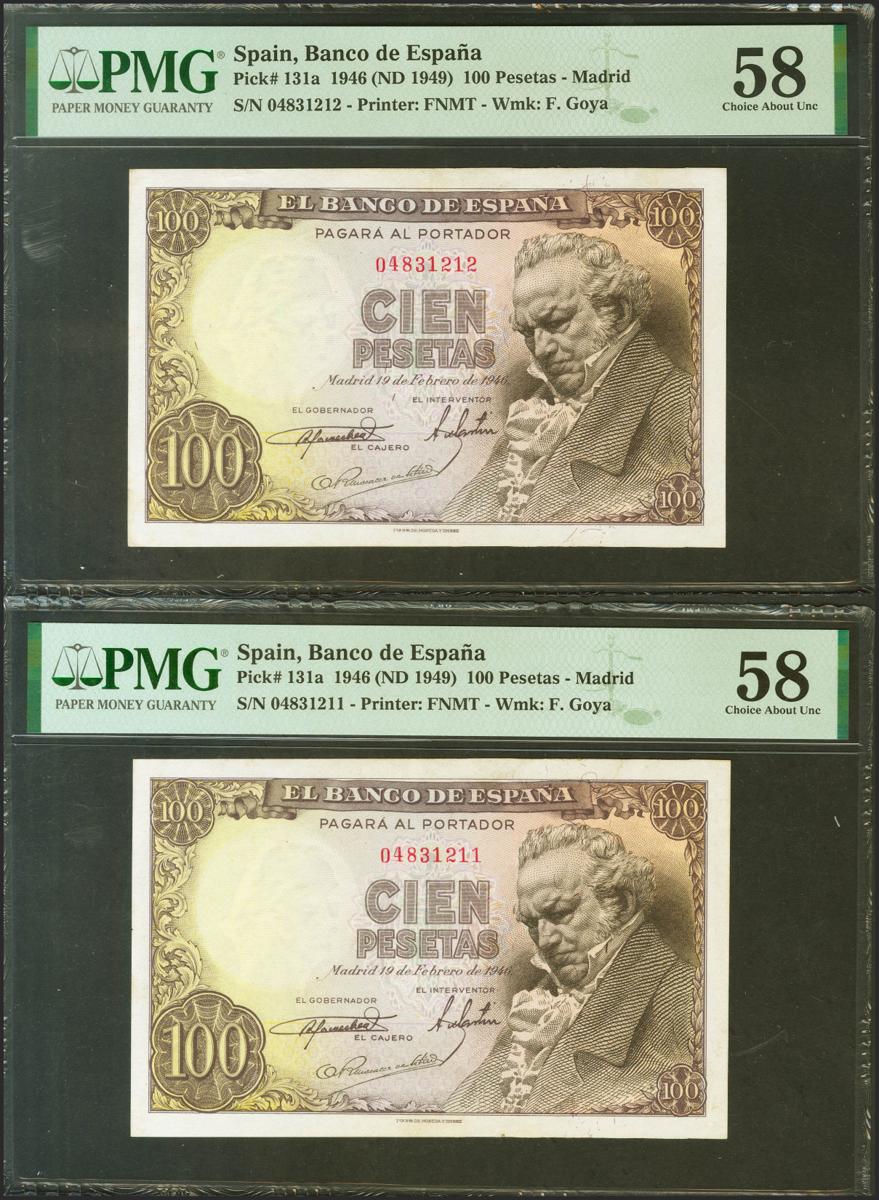 PMG®
PAPER MONEY GUARANTY
Spain, Banco de España
Pick# 131a 1946 (ND 1949) 100 Pesetas - Madrid
S/N 04831212 - Printer: FNMT - Wmk: F. Goya
58
Choice About Unc
100
EL BANCO DE ESPAÑA
100
PAGARÁ AL PORTADOR
04831212
CIEN
PESETAS
Madrid 19 de Febrero de 1946
EL INTERVENTOR
EL GOBERNADOR
EL CAJERO
100
100
PMG®
PAPER MONEY GUARANTY
Spain, Banco de España
Pick# 131a 1946 (ND 1949) 100 Pesetas - Madrid
S/N 04831211 - Printer: FNMT - Wmk: F. Goya
58
Choice About Unc
100
EL BANCO DE ESPAÑA
100
PAGARÁ AL PORTADOR
04831211
CIEN
PESETAS
Madrid 19 de Febrero de 1946
EL INTERVENTOR
EL GOBERNADOR
EL CAJERO
100
100